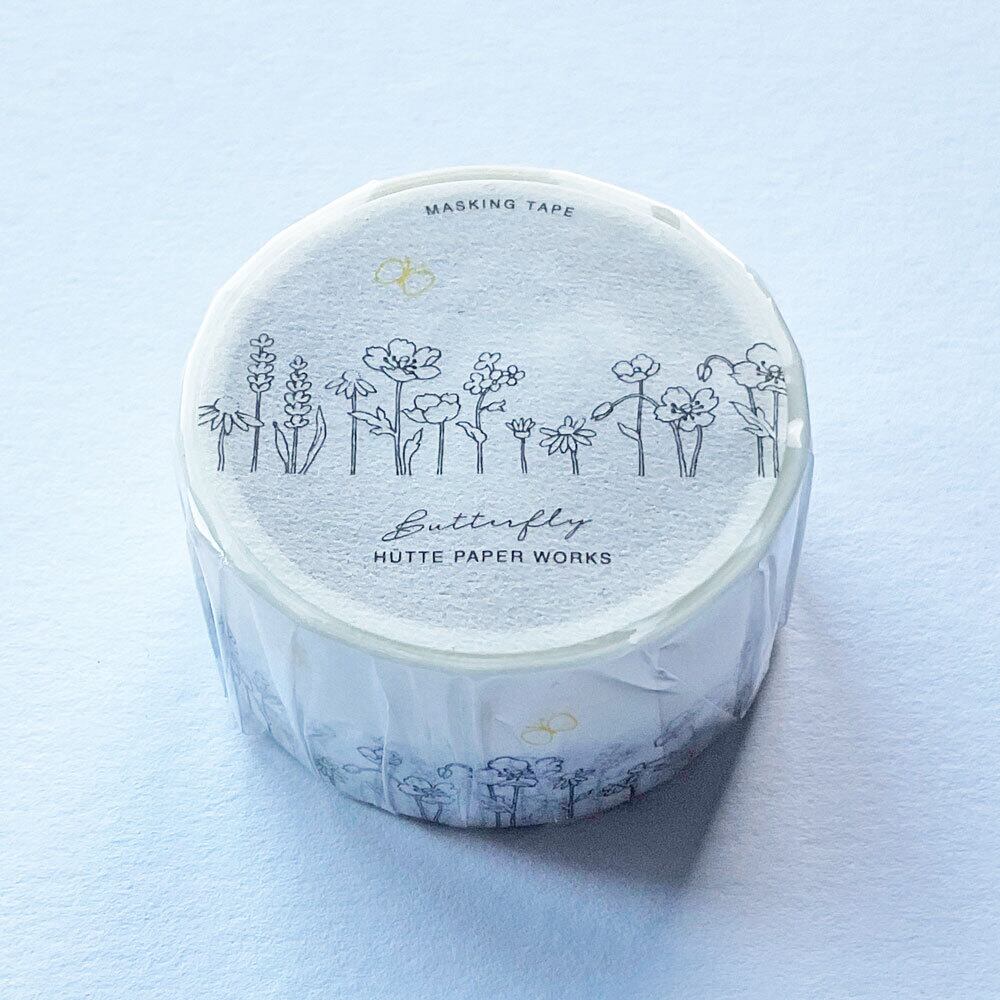 MASKING TAPE
Butterfly
HÜTTE PAPER WORKS